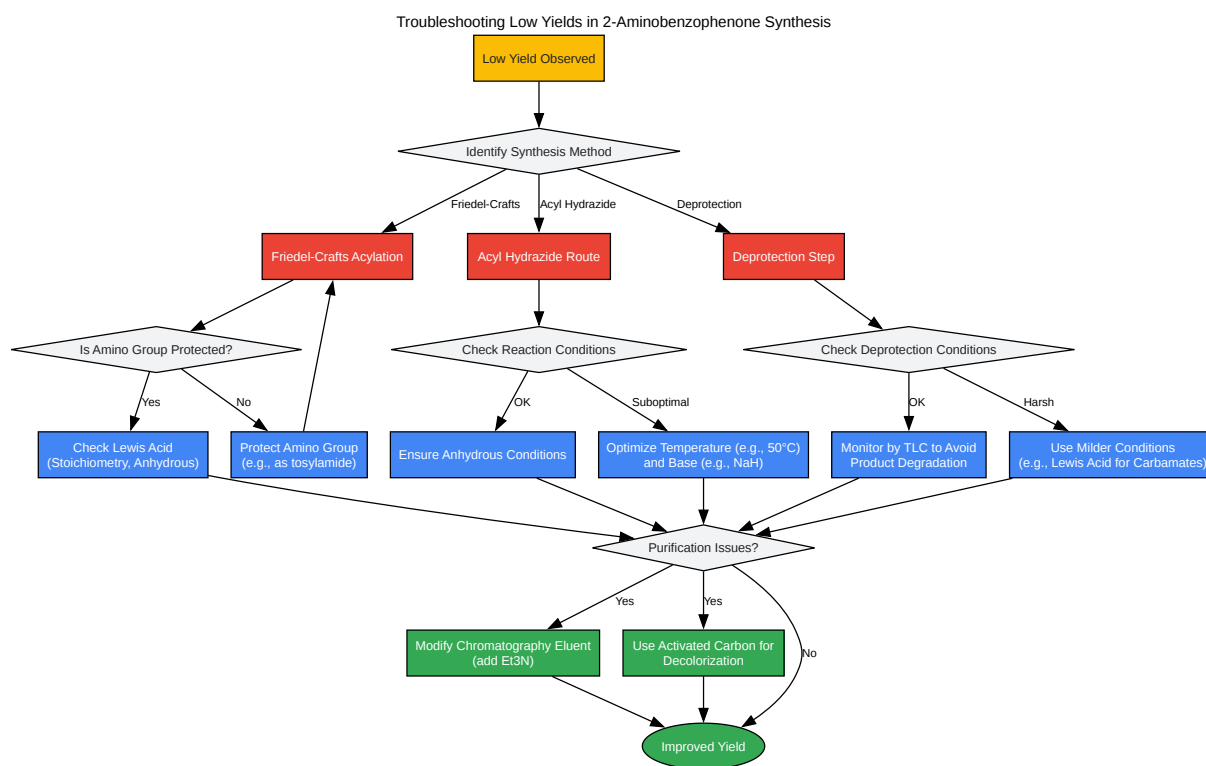 Troubleshooting Low Yields in 2-Aminobenzophenone Synthesis
Low Yield Observed
Identify Synthesis Method
Friedel-Crafts
Acyl Hydrazide
Deprotection
Friedel-Crafts Acylation
Acyl Hydrazide Route
Deprotection Step
Is Amino Group Protected?
Check Reaction Conditions
Check Deprotection Conditions
Yes
No
OK
Suboptimal
OK
Harsh
Check Lewis Acid
(Stoichiometry, Anhydrous)
Protect Amino Group
(e.g., as tosylamide)
Ensure Anhydrous Conditions
Optimize Temperature (e.g., 50°C)
and Base (e.g., NaH)
Monitor by TLC to Avoid
Product Degradation
Use Milder Conditions
(e.g., Lewis Acid for Carbamates)
Purification Issues?
Yes
Yes
No
Modify Chromatography Eluent
(add Et3N)
Use Activated Carbon for
Decolorization
Improved Yield